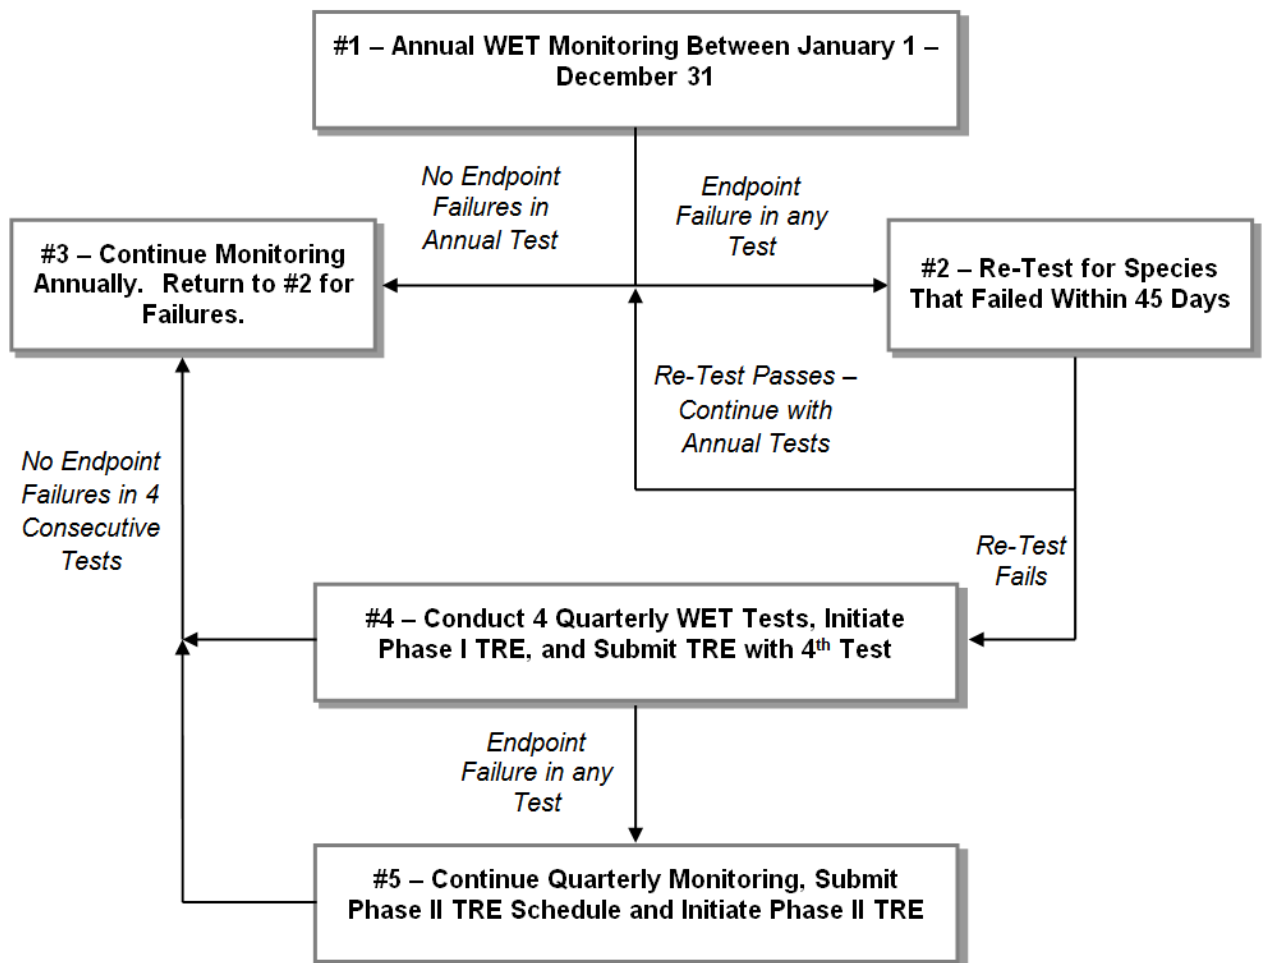 #1 – Annual WET Monitoring Between January 1 –
December 31
No Endpoint
Failures in
Annual Test
Endpoint
Failure in any
Test
#3 – Continue Monitoring
Annually.  Return to #2 for
Failures.
#2 – Re-Test for Species
That Failed Within 45 Days
Re-Test Passes –
Continue with
Annual Tests
No Endpoint
Failures in 4
Consecutive
Tests
Re-Test
Fails
#4 – Conduct 4 Quarterly WET Tests, Initiate
Phase I TRE, and Submit TRE with 4th Test
Endpoint
Failure in any
Test
#5 – Continue Quarterly Monitoring, Submit
Phase II TRE Schedule and Initiate Phase II TRE